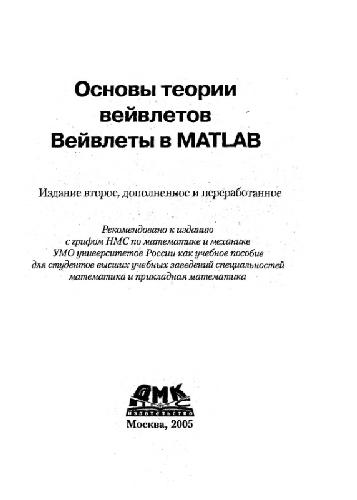 Основы теории
вейвлетов
Вейвлеты в MATLAB
Издание второе, дополненное и переработанное
Рекомендовано к изданию
с грифом НМС по математике и механике
УМО университетов России как учебное пособие
для студентов высших учебных заведений специальностей
математика и прикладная математика
ДМК
издательство
Москва, 2005